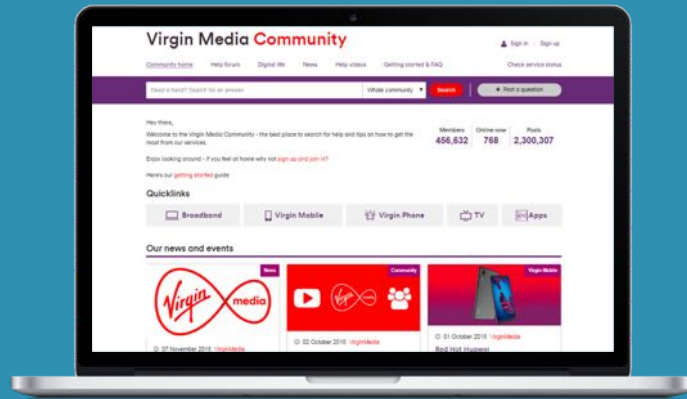 Virgin Media Community
Sign in Sign up
Community home Help forum Digital life News Help videos Getting started & FAQ Check service status
Need a hand? Search for an answer Whole community Search Post a question
Hey there,
Welcome to the Virgin Media Community - the best place to search for help and tips on how to get the
most from our services.
Members Online now Posts
456,632 768 2,300,307
Enjoy looking around - if you feel at home why not sign up and join in?
Here's our getting started guide
Quicklinks
Broadband Virgin Mobile Virgin Phone TV Apps
Our news and events
News Community Virgin Mobile
Virgin media
Virgin media
07 November 2018, VirginMedia
02 October 2018 VirginMedia
01 October 2018 VirginMedia
Red Hot Huawei